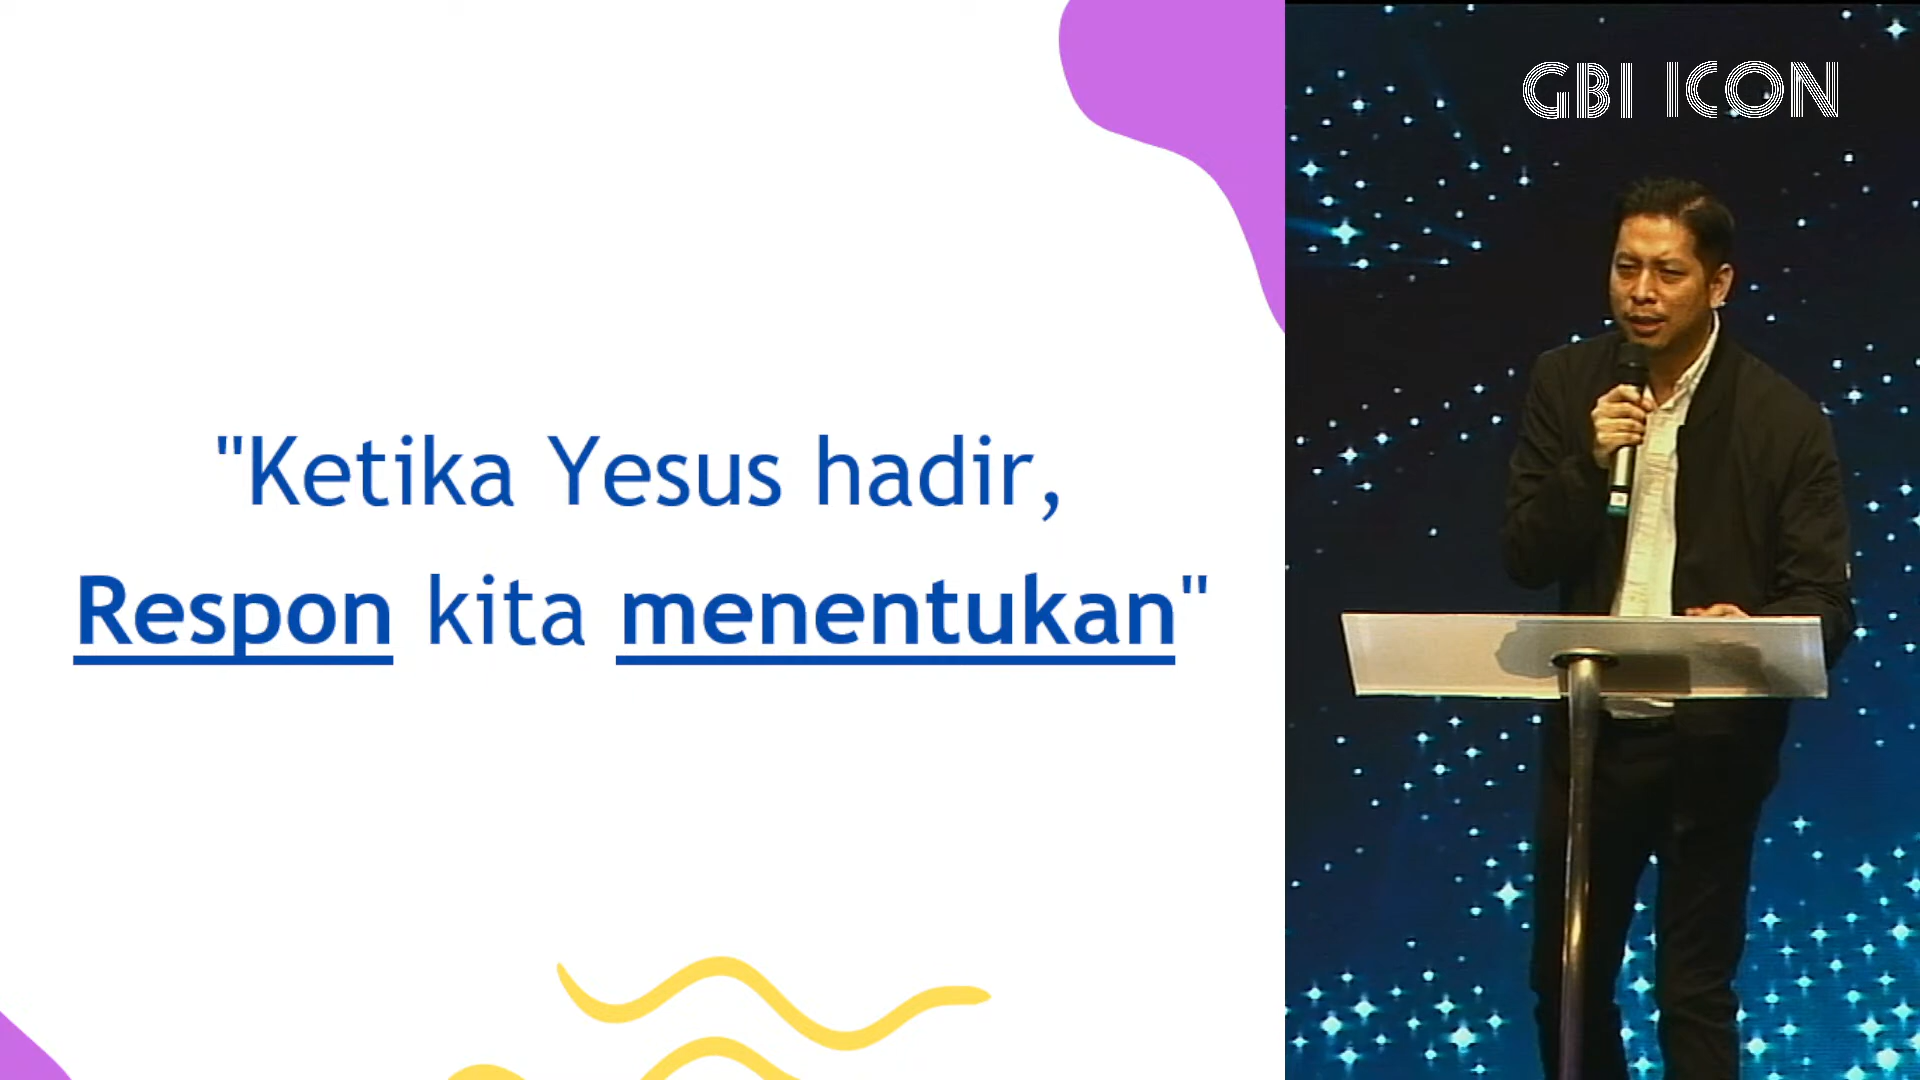 GBI ICON
"Ketika Yesus hadir,
Respon kita menentukan"